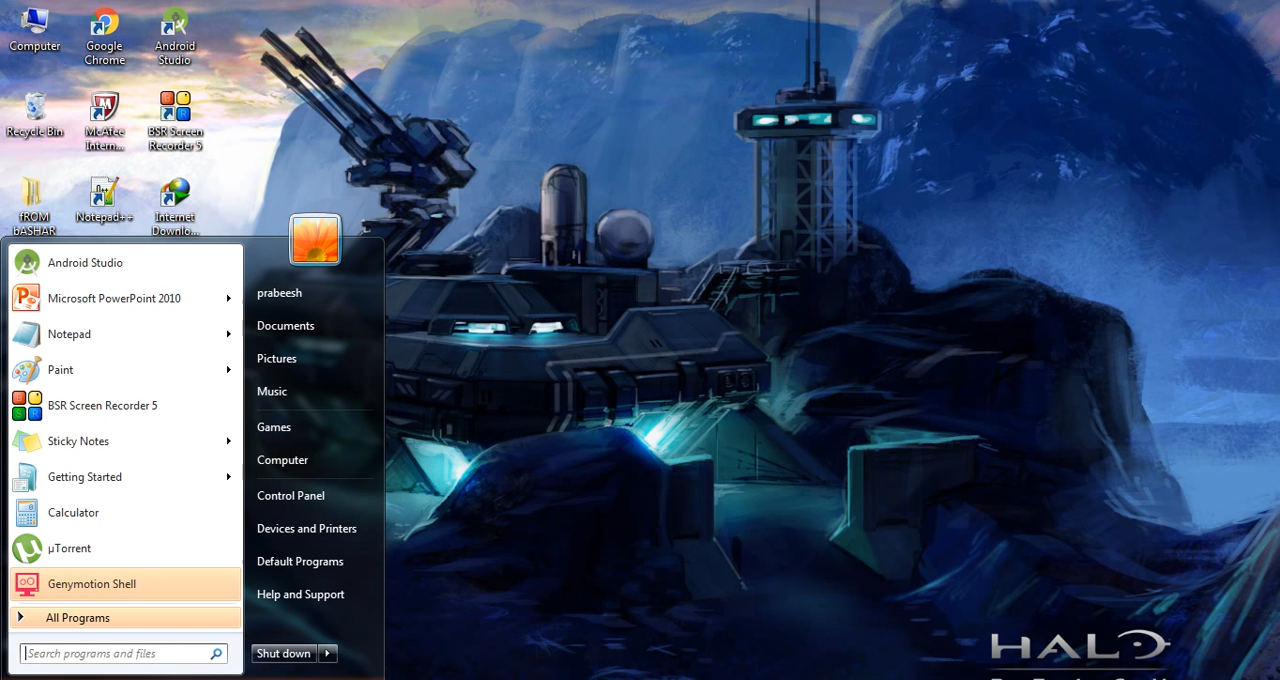 Computer
Google
Chrome
Android
Studio
Recycle Bin
McAfee
Intern...
BSR Screen
Recorder 5
fROM
bASHAR
Notepad++
Internet
Downlo...
Android Studio
Microsoft PowerPoint 2010
Notepad
Paint
BSR Screen Recorder 5
Sticky Notes
Getting Started
Calculator
µTorrent
Genymotion Shell
All Programs
Search programs and files
prabeesh
Documents
Pictures
Music
Games
Computer
Control Panel
Devices and Printers
Default Programs
Help and Support
Shut down
HALO